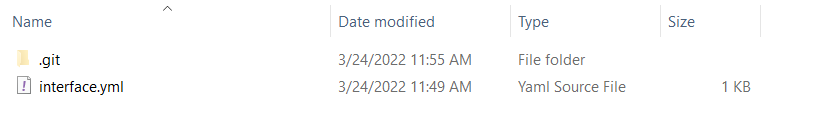 Name Date modified Type Size
.git 3/24/2022 11:55 AM File folder
interface.yml 3/24/2022 11:49 AM Yaml Source File 1 KB